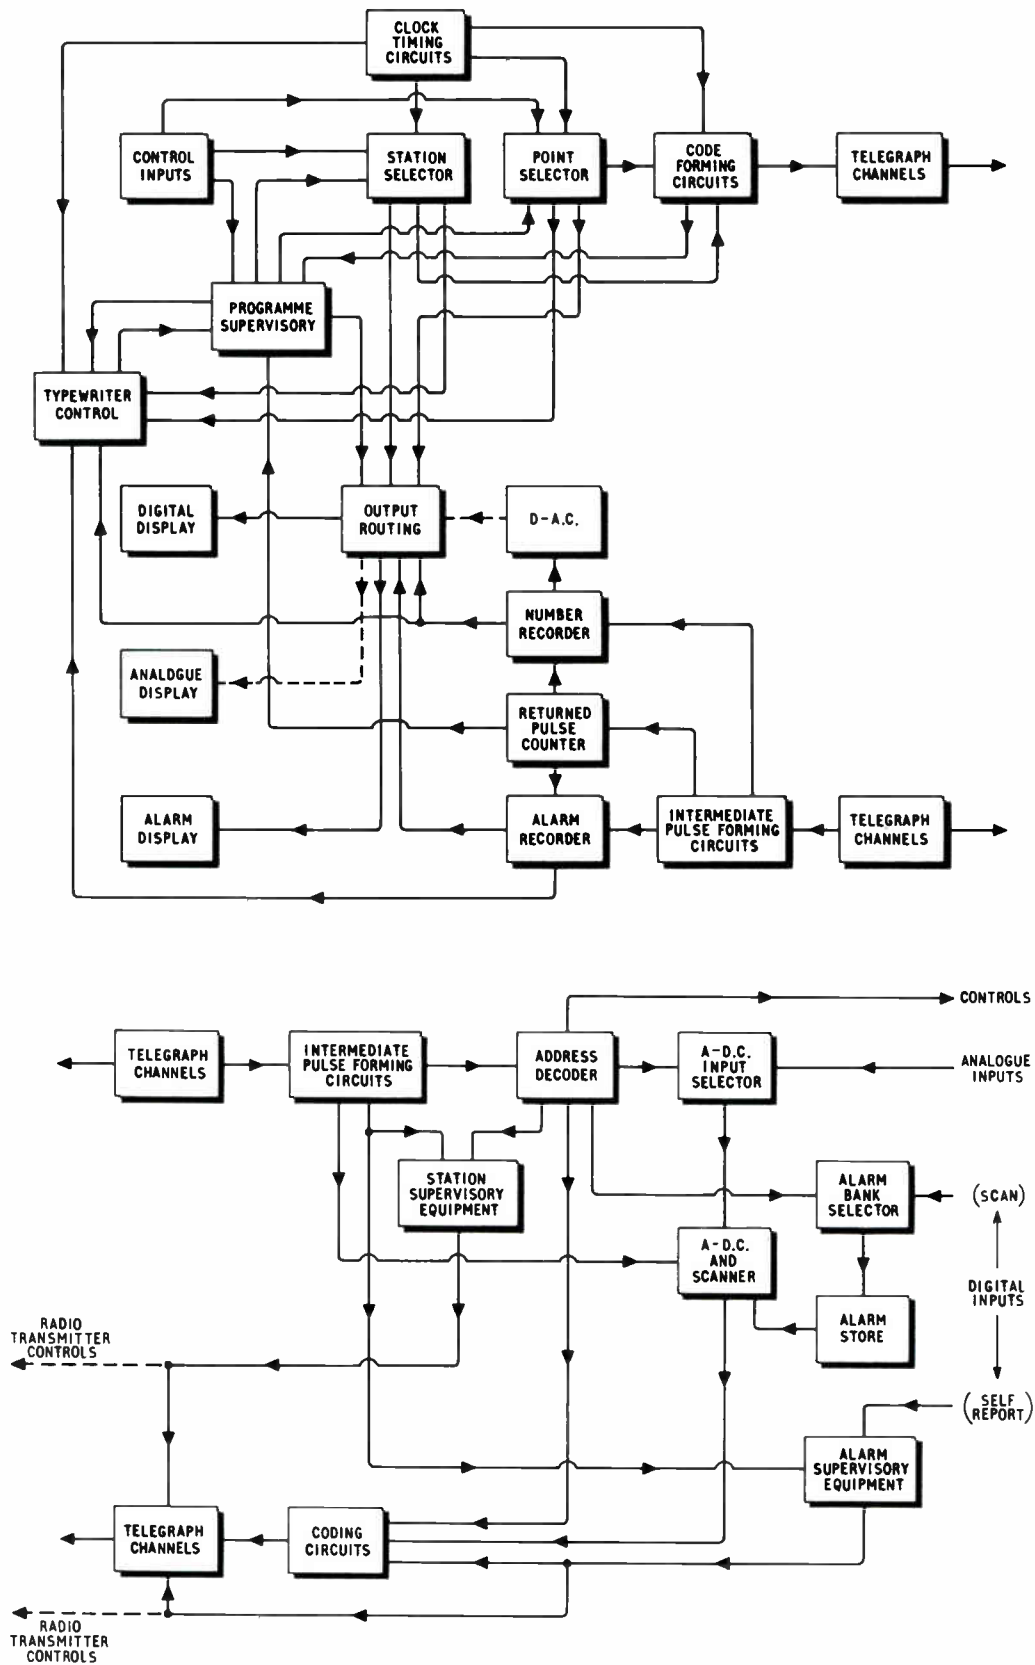 CLOCK
TIMING
CIRCUITS
CONTROL
INPUTS
STATION
SELECTOR
POINT
SELECTOR
CODE
FORMING
CIRCUITS
TELEGRAPH
CHANNELS
PROGRAMME
SUPERVISORY
TYPEWRITER
CONTROL
DIGITAL
DISPLAY
OUTPUT
ROUTING
D-A.C.
NUMBER
RECORDER
ANALOGUE
DISPLAY
RETURNED
PULSE
COUNTER
ALARM
DISPLAY
ALARM
RECORDER
INTERMEDIATE
PULSE FORMING
CIRCUITS
TELEGRAPH
CHANNELS
CONTROLS
TELEGRAPH
CHANNELS
INTERMEDIATE
PULSE FORMING
CIRCUITS
ADDRESS
DECODER
A-D.C.
INPUT
SELECTOR
ANALOGUE
INPUTS
STATION
SUPERVISORY
EQUIPMENT
ALARM
BANK
SELECTOR
(SCAN)
A-D.C.
AND
SCANNER
DIGITAL
INPUTS
ALARM
STORE
RADIO
TRANSMITTER
CONTROLS
(SELF
REPORT)
ALARM
SUPERVISORY
EQUIPMENT
TELEGRAPH
CHANNELS
CODING
CIRCUITS
RADIO
TRANSMITTER
CONTROLS